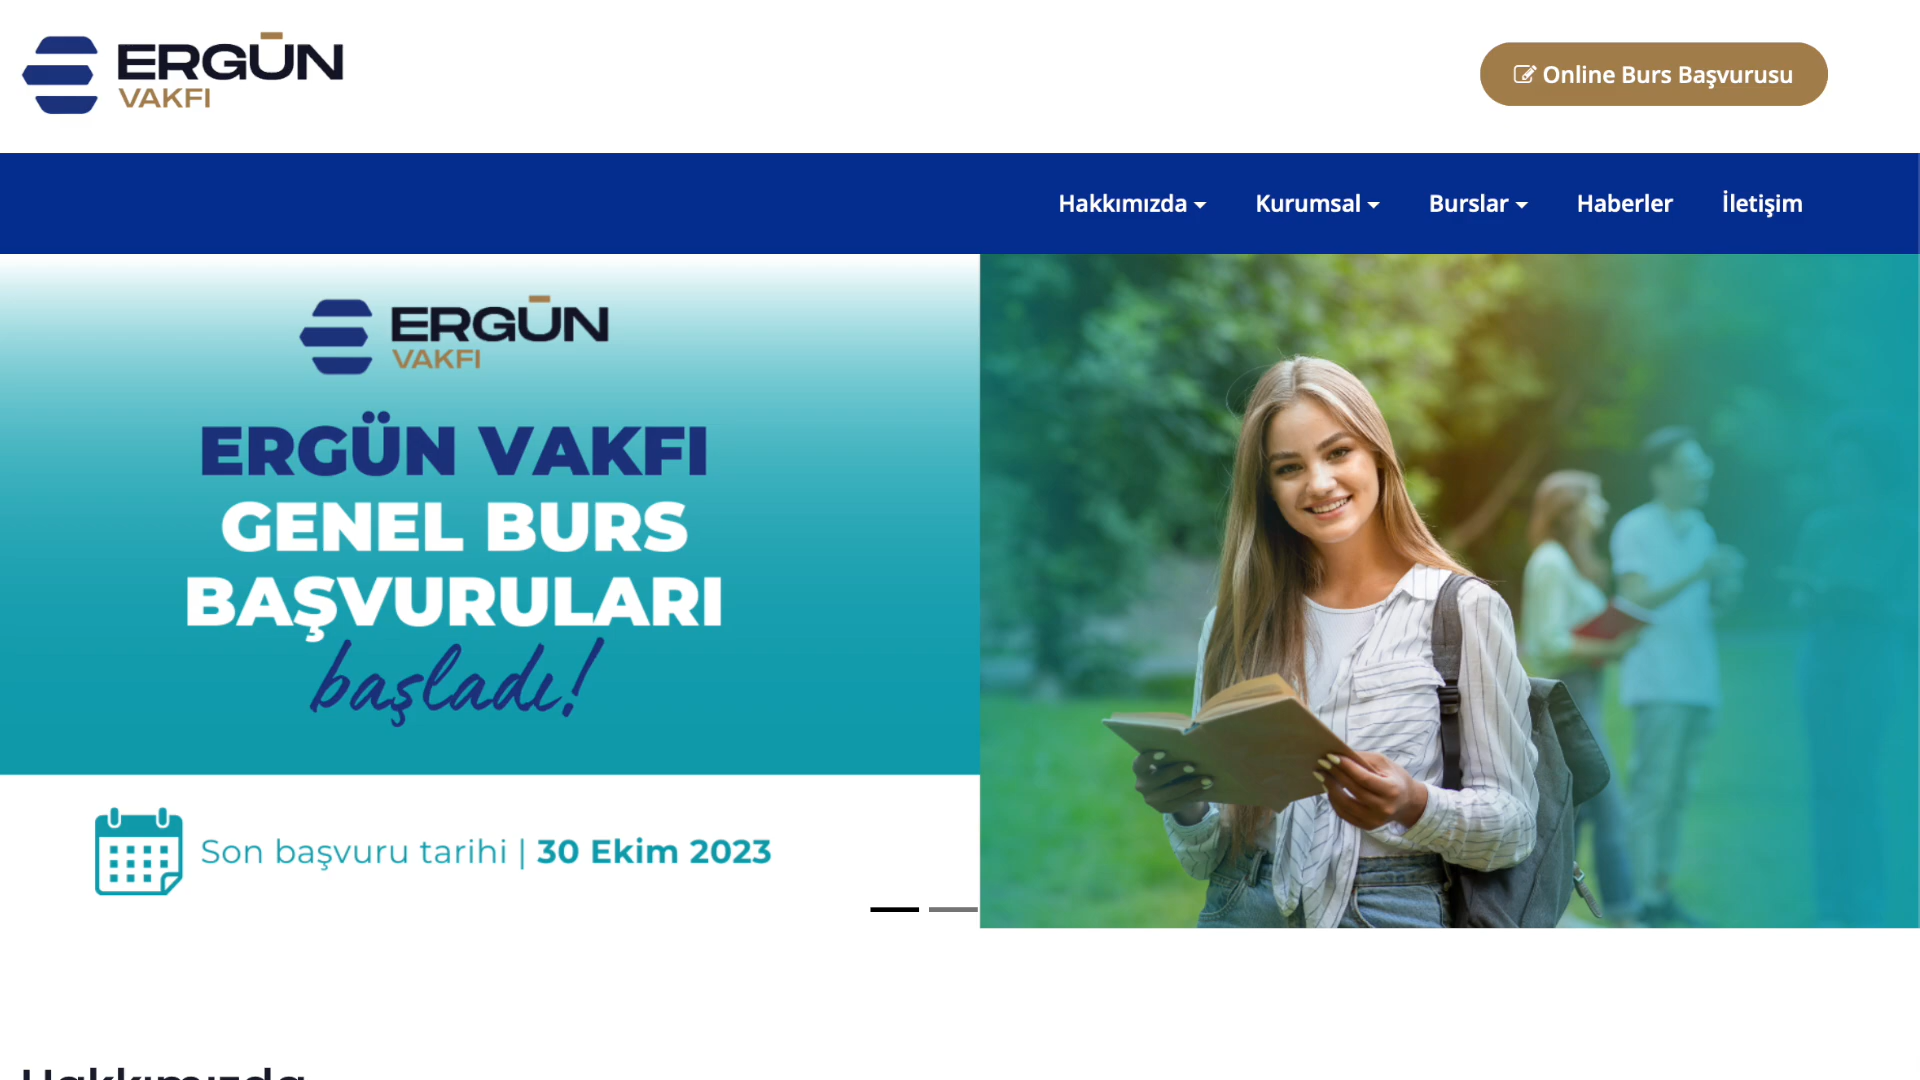 ERGÜN
VAKFI
Online Burs Başvurusu
Hakkımızda
Kurumsal
Burslar
Haberler
İletişim
ERGÜN
VAKFI
ERGÜN VAKFI
GENEL BURS
BAŞVURULARI
başladı!
Son başvuru tarihi | 30 Ekim 2023
Hakkımızda